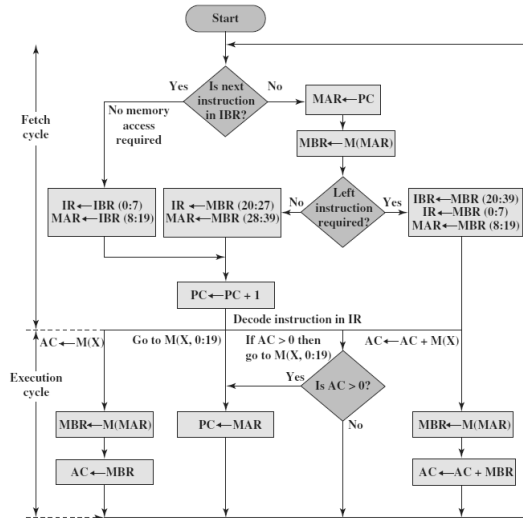 Start
Is next
instruction
in IBR?
Yes
No
No memory
access
required
MAR←PC
MBR←M(MAR)
Fetch
cycle
Left
instruction
required?
No
Yes
IR←IBR (0:7)
MAR←IBR (8:19)
IR←MBR (20:27)
MAR←MBR (28:39)
IBR←MBR (20:39)
IR←MBR (0:7)
MAR←MBR (8:19)
PC←PC + 1
Decode instruction in IR
AC←M(X)
Go to M(X, 0:19)
If AC > 0 then
go to M(X, 0:19)
AC←AC + M(X)
Execution
cycle
Yes
Is AC > 0?
No
MBR←M(MAR)
PC←MAR
MBR←M(MAR)
AC←MBR
AC←AC + MBR